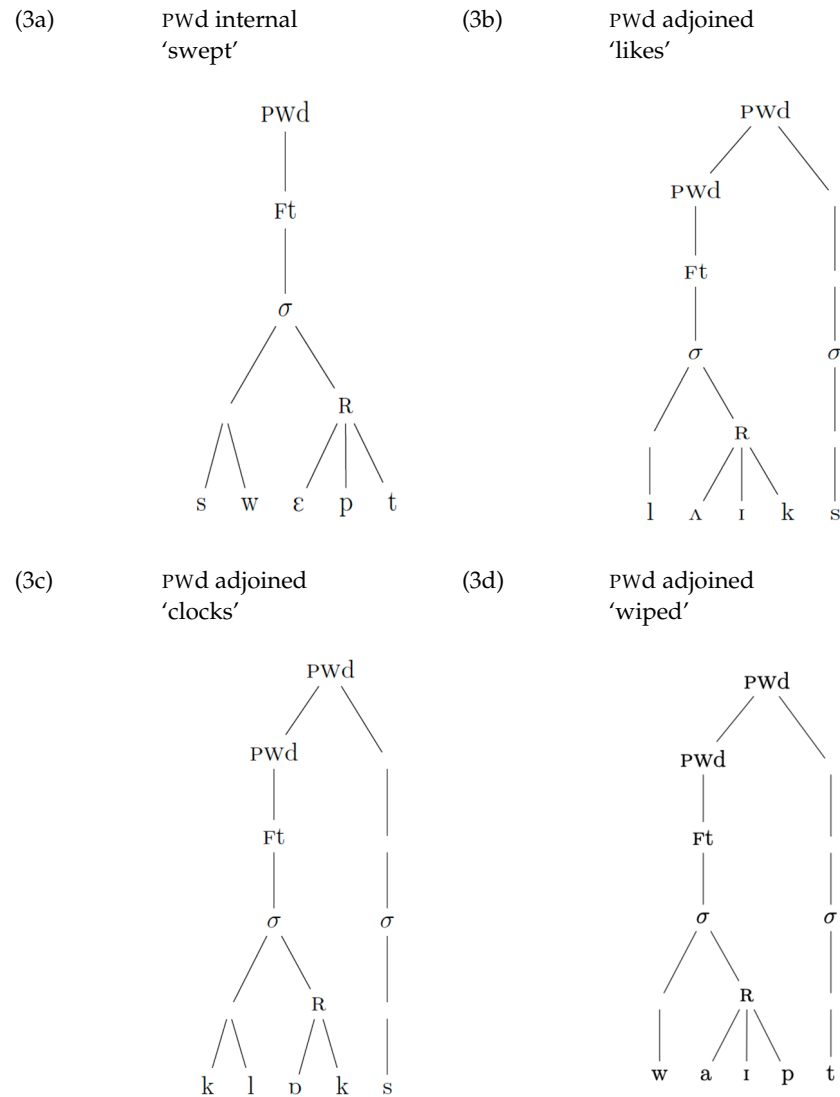 (3a) PWd internal (3b) PWd adjoined
‘swept’ ‘likes’
PWd PWd
PWd
Ft
Ft
σ
σ σ
R
R
s w ɛ p t
l ʌ ɪ k s
(3c) PWd adjoined (3d) PWd adjoined
‘clocks’ ‘wiped’
PWd PWd
PWd PWd
Ft Ft
σ σ σ σ
R R
k l ɒ k s w a ɪ p t